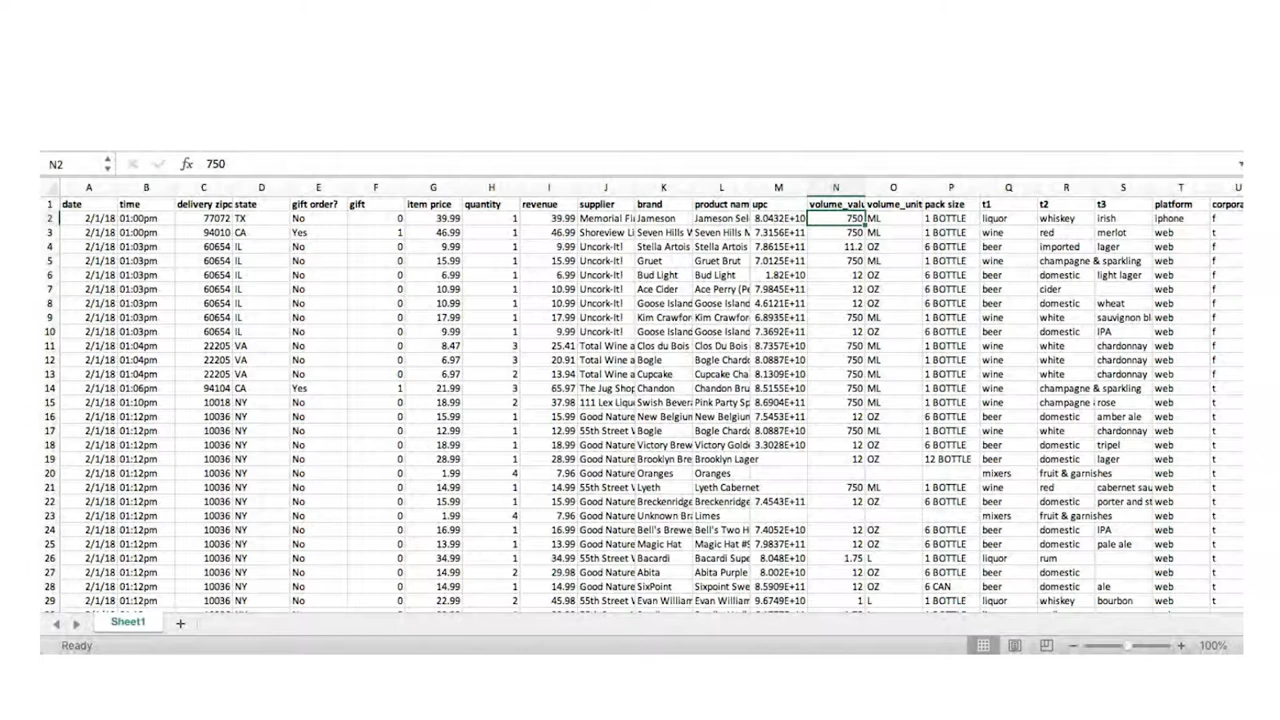 N2 fx 750
A B C D E F G H I J K L M N O P Q R S T U
1 date time delivery zipc state gift order? gift item price quantity revenue supplier brand product nam upc volume_valu volume_unit pack size t1 t2 t3 platform corpora
2 2/1/18 01:00pm 77072 TX No 0 39.99 1 39.99 Memorial Fi Jameson Jameson Sel 8.0432E+10 750 ML 1 BOTTLE liquor whiskey irish iphone f
3 2/1/18 01:00pm 94010 CA Yes 1 46.99 1 46.99 Shoreview Li Seven Hills W Seven Hills M 7.3156E+11 750 ML 1 BOTTLE wine red merlot web f
4 2/1/18 01:03pm 60654 IL No 0 9.99 1 9.99 Uncork-It! Stella Artois Stella Artois 7.8615E+11 11.2 OZ 6 BOTTLE beer imported lager web f
5 2/1/18 01:03pm 60654 IL No 0 15.99 1 15.99 Uncork-It! Gruet Gruet Brut 7.0125E+11 750 ML 1 BOTTLE wine champagne & sparkling web f
6 2/1/18 01:03pm 60654 IL No 0 6.99 1 6.99 Uncork-It! Bud Light Bud Light 1.82E+10 12 OZ 6 BOTTLE beer domestic light lager web f
7 2/1/18 01:03pm 60654 IL No 0 10.99 1 10.99 Uncork-It! Ace Cider Ace Perry (Pe 7.9845E+11 12 OZ 6 BOTTLE beer cider web f
8 2/1/18 01:03pm 60654 IL No 0 10.99 1 10.99 Uncork-It! Goose Island Goose Island 4.6121E+11 12 OZ 6 BOTTLE beer domestic wheat web f
9 2/1/18 01:03pm 60654 IL No 0 17.99 1 17.99 Uncork-It! Kim Crawfor Kim Crawfor 6.8935E+11 750 ML 1 BOTTLE wine white sauvignon bl web f
10 2/1/18 01:03pm 60654 IL No 0 9.99 1 9.99 Uncork-It! Goose Island Goose Island 7.3692E+11 12 OZ 6 BOTTLE beer domestic IPA web f
11 2/1/18 01:04pm 22205 VA No 0 8.47 3 25.41 Total Wine a Clos du Bois Clos Du Bois 8.7357E+10 750 ML 1 BOTTLE wine white chardonnay web f
12 2/1/18 01:04pm 22205 VA No 0 6.97 3 20.91 Total Wine a Bogle Bogle Chardo 8.0887E+10 750 ML 1 BOTTLE wine white chardonnay web f
13 2/1/18 01:04pm 22205 VA No 0 6.97 2 13.94 Total Wine a Cupcake Cupcake Cha 8.1309E+10 750 ML 1 BOTTLE wine white chardonnay web f
14 2/1/18 01:06pm 94104 CA Yes 1 21.99 3 65.97 The Jug Shop Chandon Chandon Bru 8.5155E+10 750 ML 1 BOTTLE wine champagne & sparkling web t
15 2/1/18 01:10pm 10018 NY No 0 18.99 2 37.98 111 Lex Liqu Swish Bevera Pink Party Sp 8.6904E+11 750 ML 1 BOTTLE wine champagne rose web t
16 2/1/18 01:12pm 10036 NY No 0 15.99 1 15.99 Good Nature New Belgium New Belgium 7.5453E+11 12 OZ 6 BOTTLE beer domestic amber ale web t
17 2/1/18 01:12pm 10036 NY No 0 12.99 1 12.99 55th Street Bogle Bogle Chardo 8.0887E+10 750 ML 1 BOTTLE wine white chardonnay web t
18 2/1/18 01:12pm 10036 NY No 0 18.99 1 18.99 Good Nature Victory Brew Victory Golde 3.3028E+10 12 OZ 6 BOTTLE beer domestic tripel web t
19 2/1/18 01:12pm 10036 NY No 0 28.99 1 28.99 Good Nature Brooklyn Bre Brooklyn Lager 12 OZ 12 BOTTLE beer domestic lager web t
20 2/1/18 01:12pm 10036 NY No 0 1.99 4 7.96 Good Nature Oranges Oranges mixers fruit & garnishes web t
21 2/1/18 01:12pm 10036 NY No 0 14.99 1 14.99 55th Street Lyeth Lyeth Cabernet 750 ML 1 BOTTLE wine red cabernet sau web t
22 2/1/18 01:12pm 10036 NY No 0 15.99 1 15.99 Good Nature Breckenridge Breckenridge 7.4543E+11 12 OZ 6 BOTTLE beer domestic porter and st web t
23 2/1/18 01:12pm 10036 NY No 0 1.99 4 7.96 Good Nature Unknown Bra Limes mixers fruit & garnishes web t
24 2/1/18 01:12pm 10036 NY No 0 16.99 1 16.99 Good Nature Bell's Brewe Bell's Two H 7.4052E+10 12 OZ 6 BOTTLE beer domestic IPA web t
25 2/1/18 01:12pm 10036 NY No 0 13.99 1 13.99 Good Nature Magic Hat Magic Hat #9 7.9837E+11 12 OZ 6 BOTTLE beer domestic pale ale web t
26 2/1/18 01:12pm 10036 NY No 0 34.99 1 34.99 55th Street Bacardi Bacardi Supe 8.048E+10 1.75 L 1 BOTTLE liquor rum web t
27 2/1/18 01:12pm 10036 NY No 0 14.99 2 29.98 Good Nature Abita Abita Purple 8.002E+10 12 OZ 6 BOTTLE beer domestic web t
28 2/1/18 01:12pm 10036 NY No 0 14.99 1 14.99 Good Nature SixPoint Sixpoint Swe 8.9136E+11 12 OZ 6 CAN beer domestic ale web t
29 2/1/18 01:12pm 10036 NY No 0 22.99 2 45.98 55th Street Evan William Evan William 9.6749E+10 1 L 1 BOTTLE liquor whiskey bourbon web t
Sheet1 +
Ready 100%